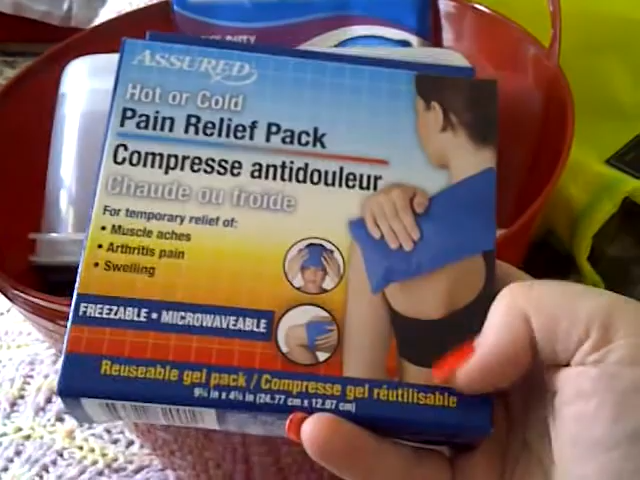 ASSURED
Hot or Cold
Pain Relief Pack
Compresse antidouleur
Chaude ou froide
For temporary relief of:
• Muscle aches
• Arthritis pain
• Swelling
FREEZABLE • MICROWAVEABLE
Reusable gel pack / Compresse gel réutilisable
9¾ in x 4¾ in (24.77 cm x 12.07 cm)